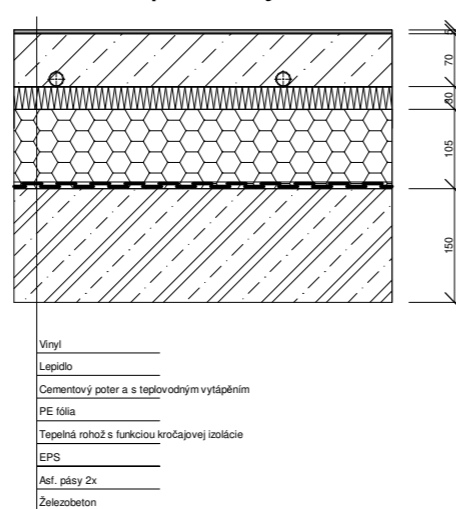 70
30
105
150
Vinyl
Lepidlo
Cementový poter a s teplovodným vytápěním
PE fólia
Tepelná rohož s funkciou kročajovej izolácie
EPS
Asf. pásy 2x
Železobeton